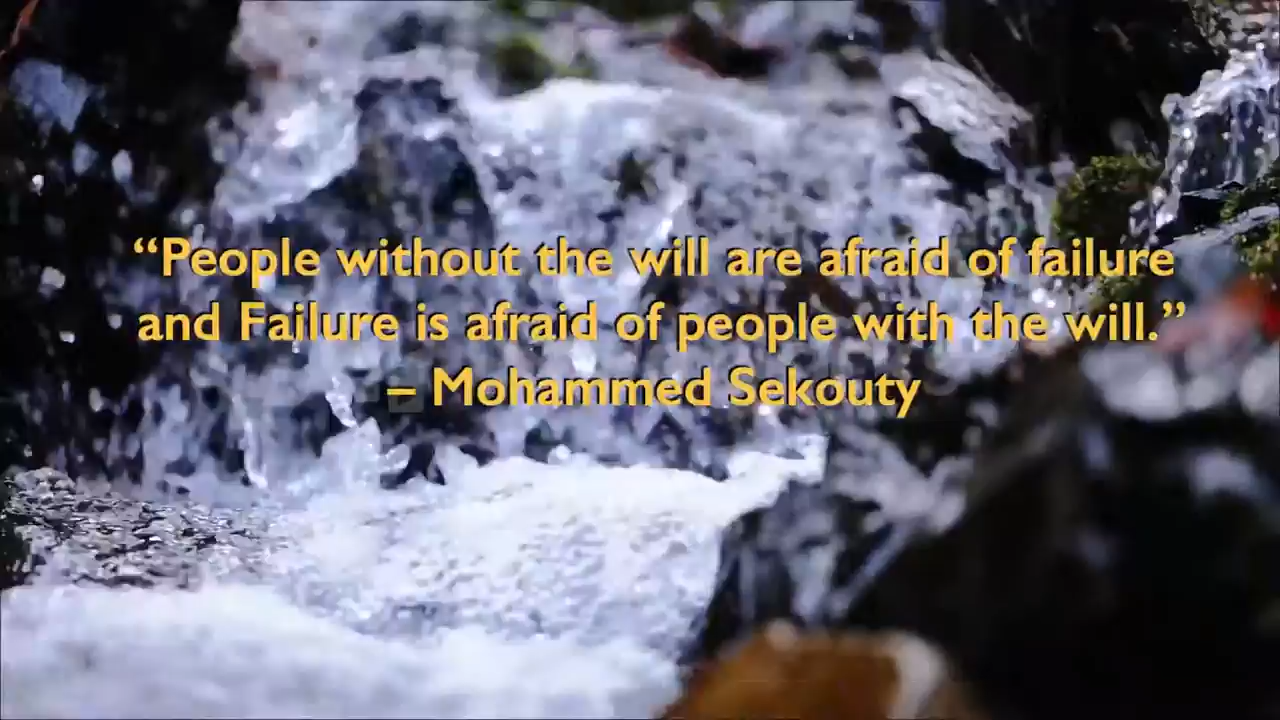 “People without the will are afraid of failure
and Failure is afraid of people with the will.”
– Mohammed Sekouty